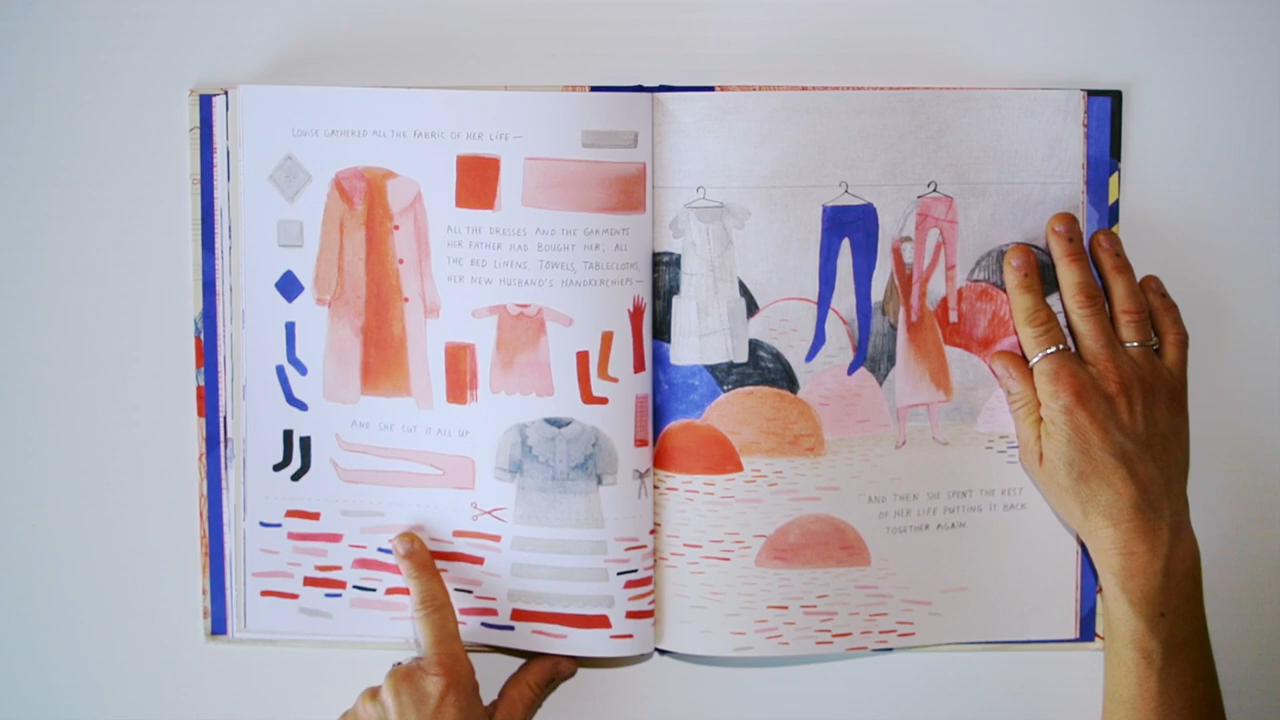 LOUISE GATHERED ALL THE FABRIC OF HER LIFE —
ALL THE DRESSES AND THE GARMENTS
HER FATHER HAD BOUGHT HER, ALL
THE BED LINENS, TOWELS, TABLECLOTHS,
HER NEW HUSBAND'S HANDKERCHIEFS —
AND SHE CUT IT ALL UP
AND THEN SHE SPENT THE REST
OF HER LIFE PUTTING IT BACK
TOGETHER AGAIN.